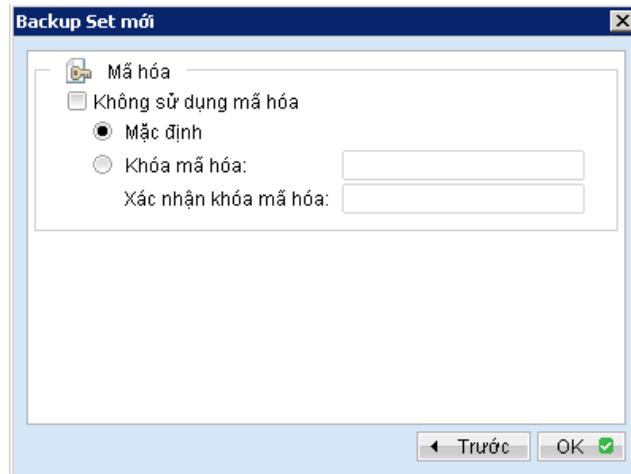 Backup Set mới
Mã hóa
Không sử dụng mã hóa
Mặc định
Khóa mã hóa:
Xác nhận khóa mã hóa:
Trước
OK